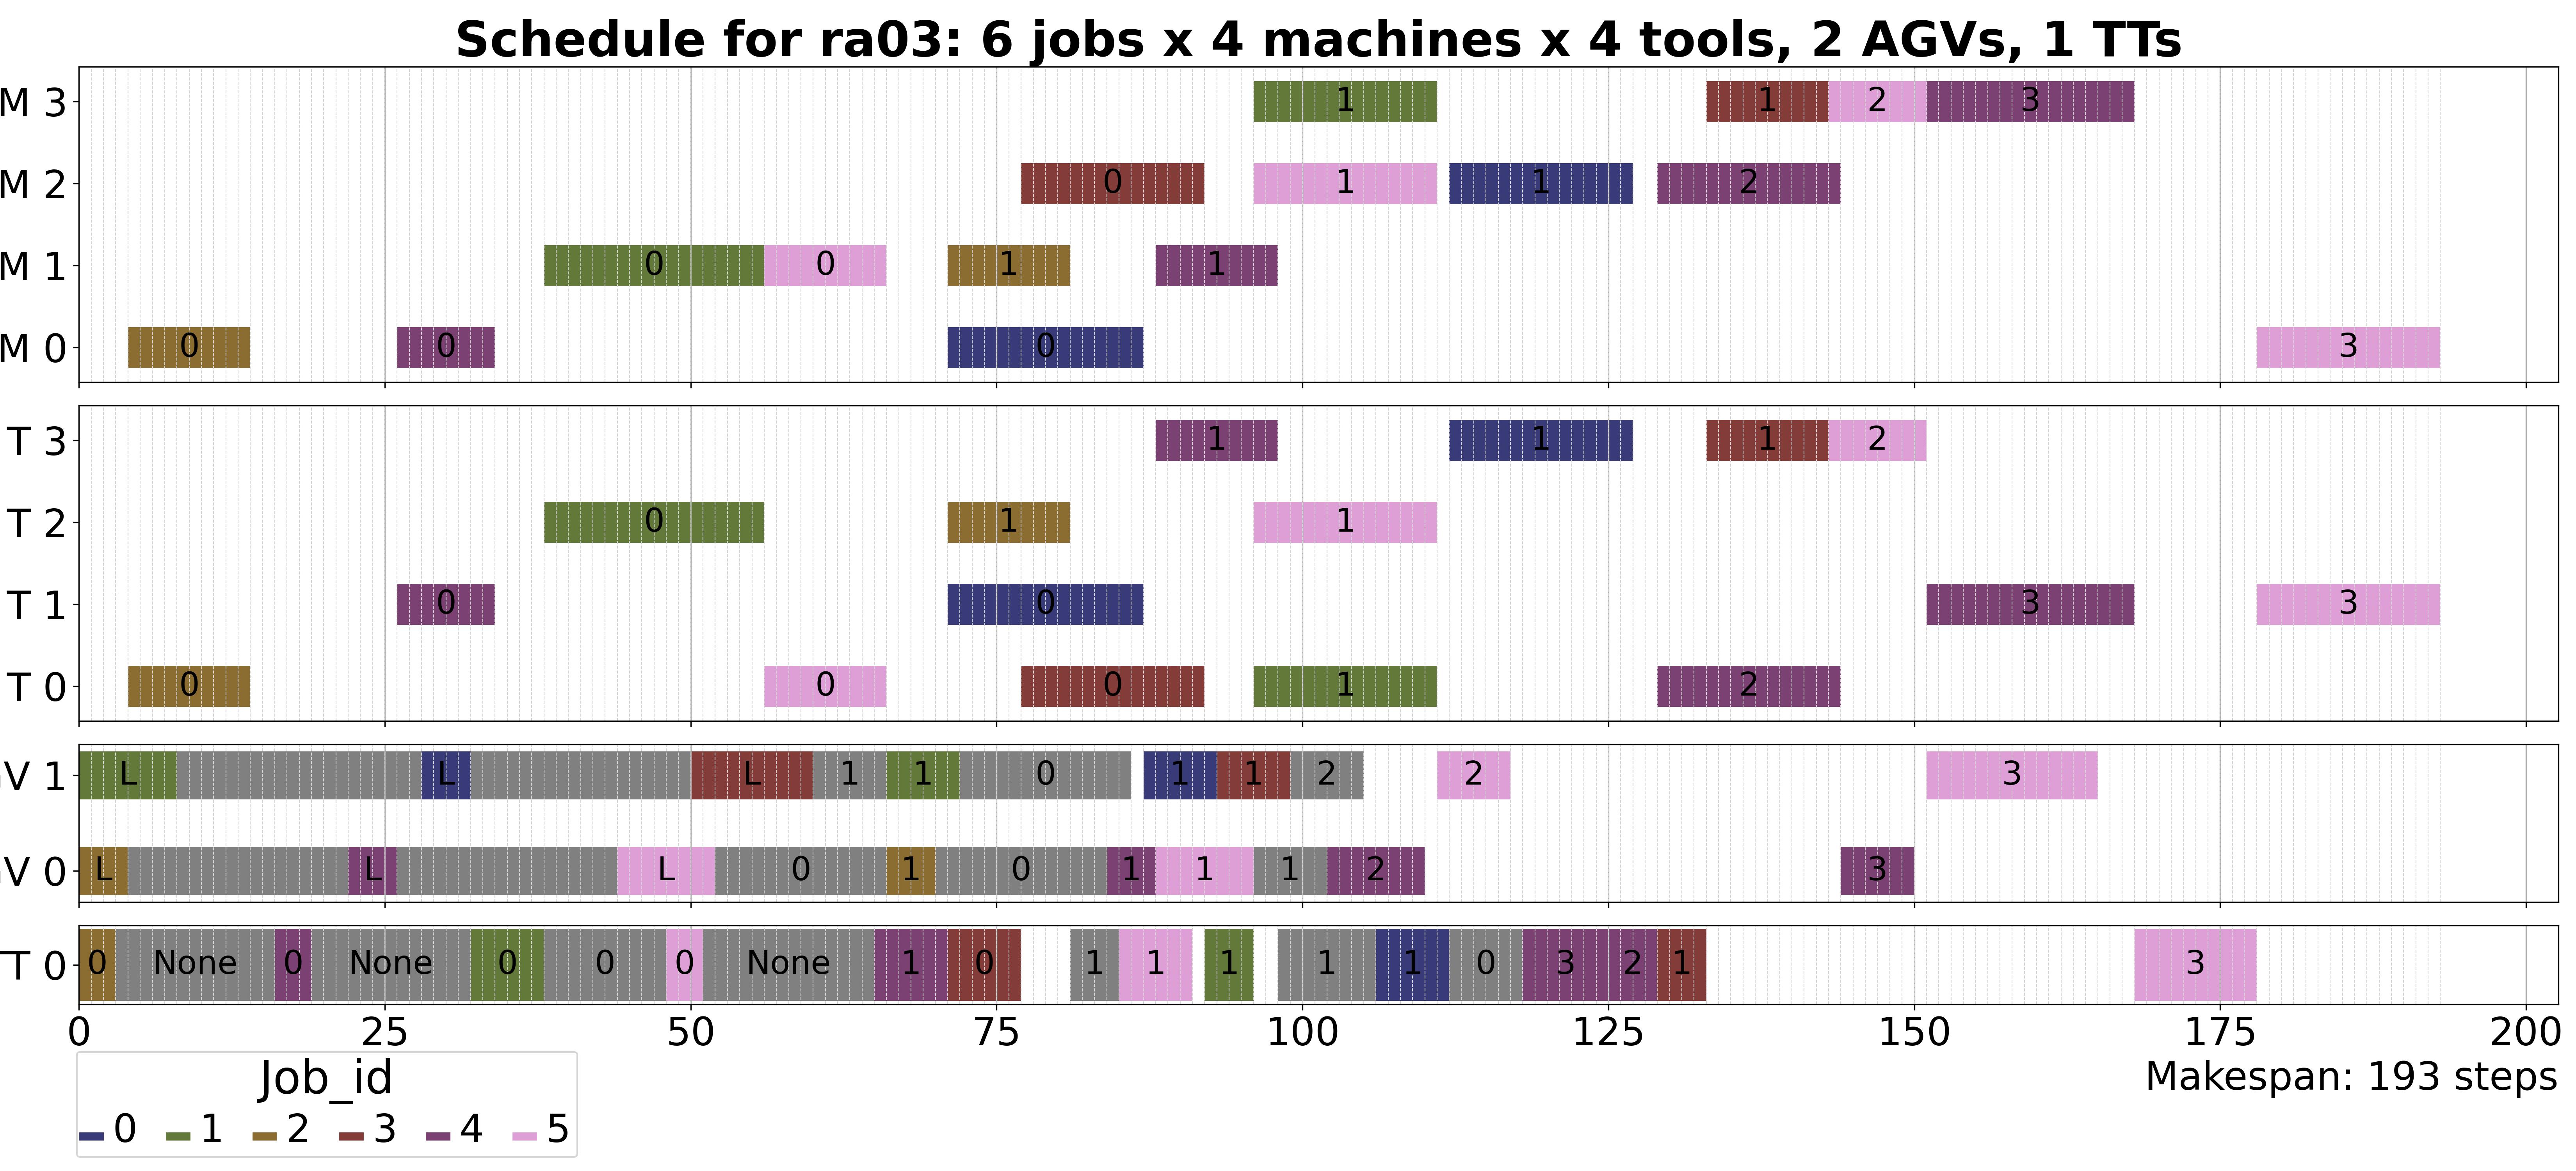 Schedule for ra03: 6 jobs x 4 machines x 4 tools, 2 AGVs, 1 TTs
M 3 1 1 2 3
M 2 0 1 1 2
M 1 0 0 1 1
M 0 0 0 0 3
T 3 1 1 1 2
T 2 0 1 1
T 1 0 0 3 3
T 0 0 0 0 1 2
V 1 L L L 1 1 0 1 1 2 2 3
V 0 L L L 0 1 0 1 1 1 2 3
T 0 0 None 0 None 0 0 0 None 1 0 1 1 1 1 1 0 3 2 1 3
0 25 50 75 100 125 150 175 200
Makespan: 193 steps
Job_id
0 1 2 3 4 5